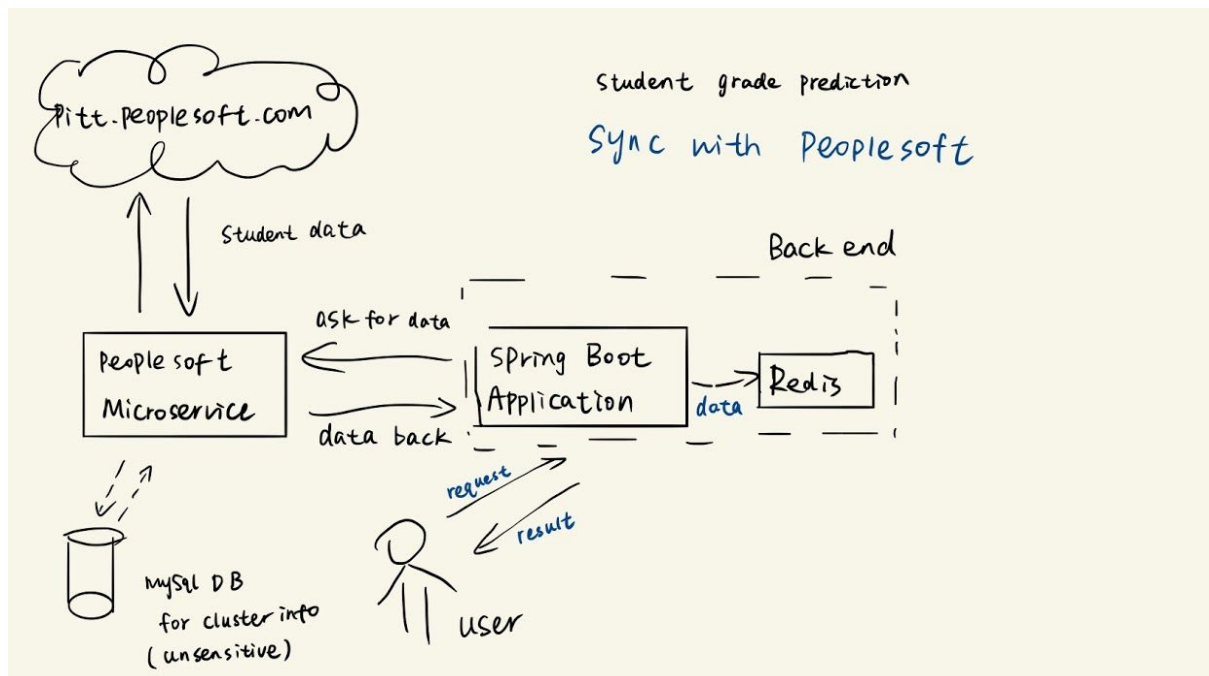 Pitt.peoplesoft.com
student grade prediction
Sync with Peoplesoft
Student data
Back end
ask for data
Peoplesoft
Microservice
data back
Spring Boot
Application
data
Redis
request
result
MySql DB
for cluster info
(unsensitive)
user